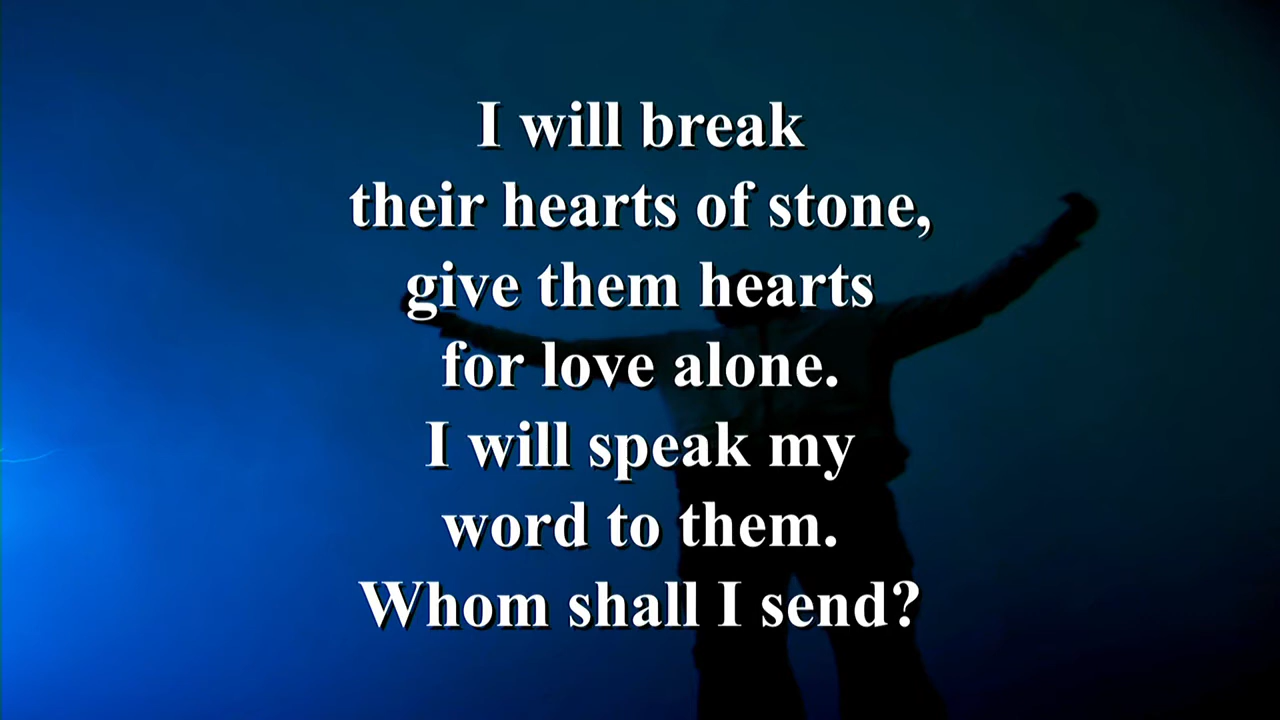 I will break
their hearts of stone,
give them hearts
for love alone.
I will speak my
word to them.
Whom shall I send?